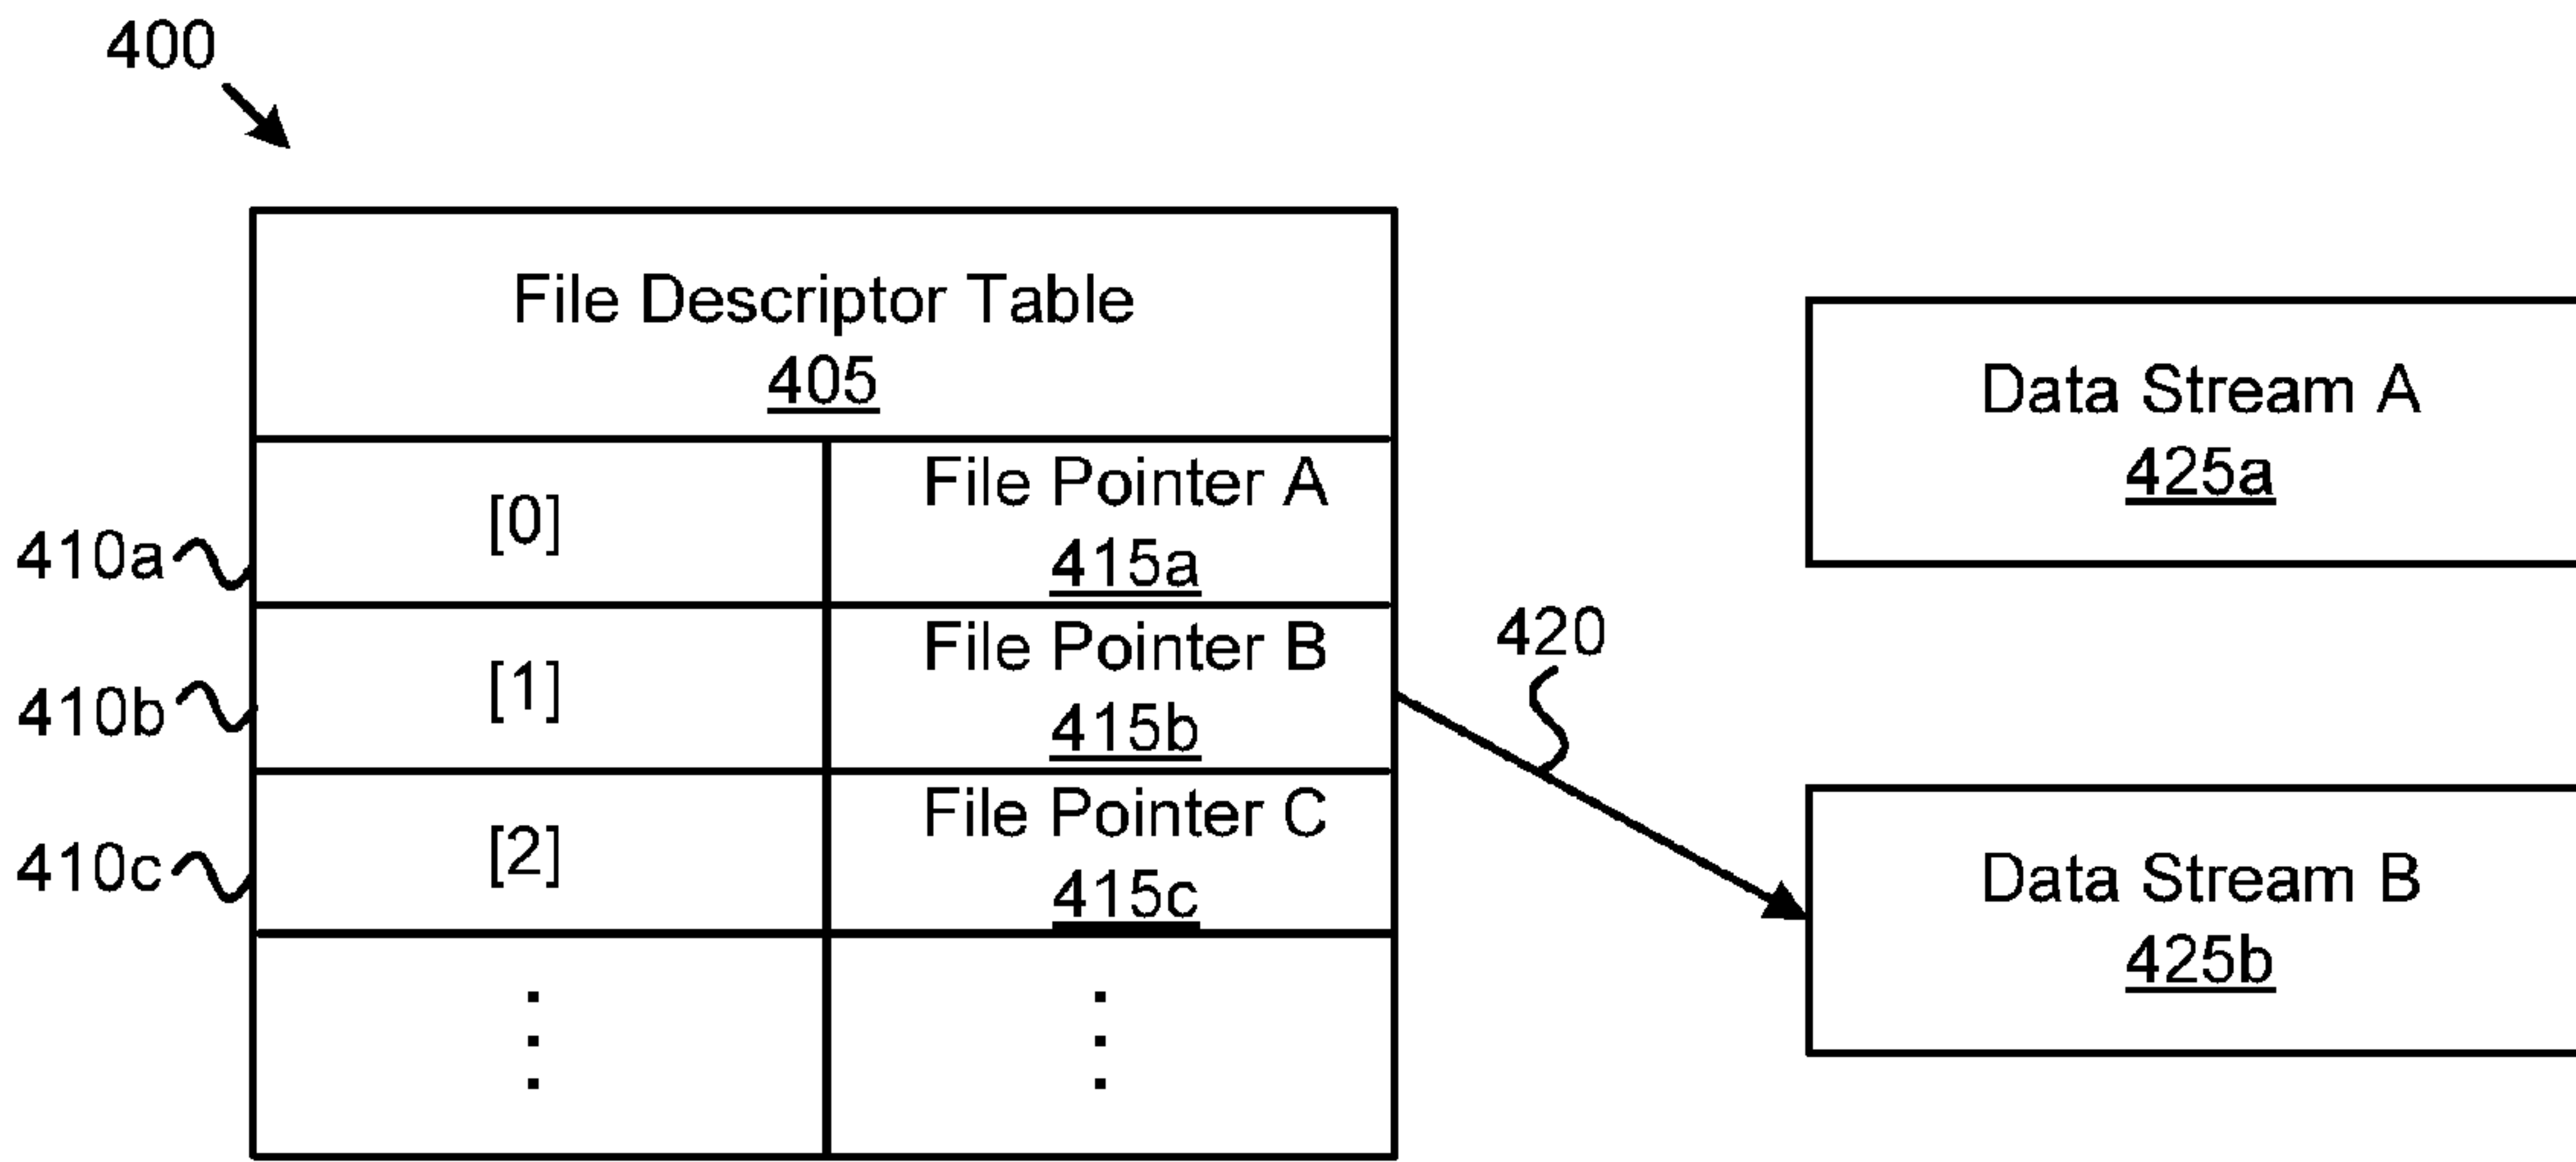 400
File Descriptor Table
405
410a
[0]
File Pointer A
415a
410b
[1]
File Pointer B
415b
410c
[2]
File Pointer C
415c
420
Data Stream A
425a
Data Stream B
425b